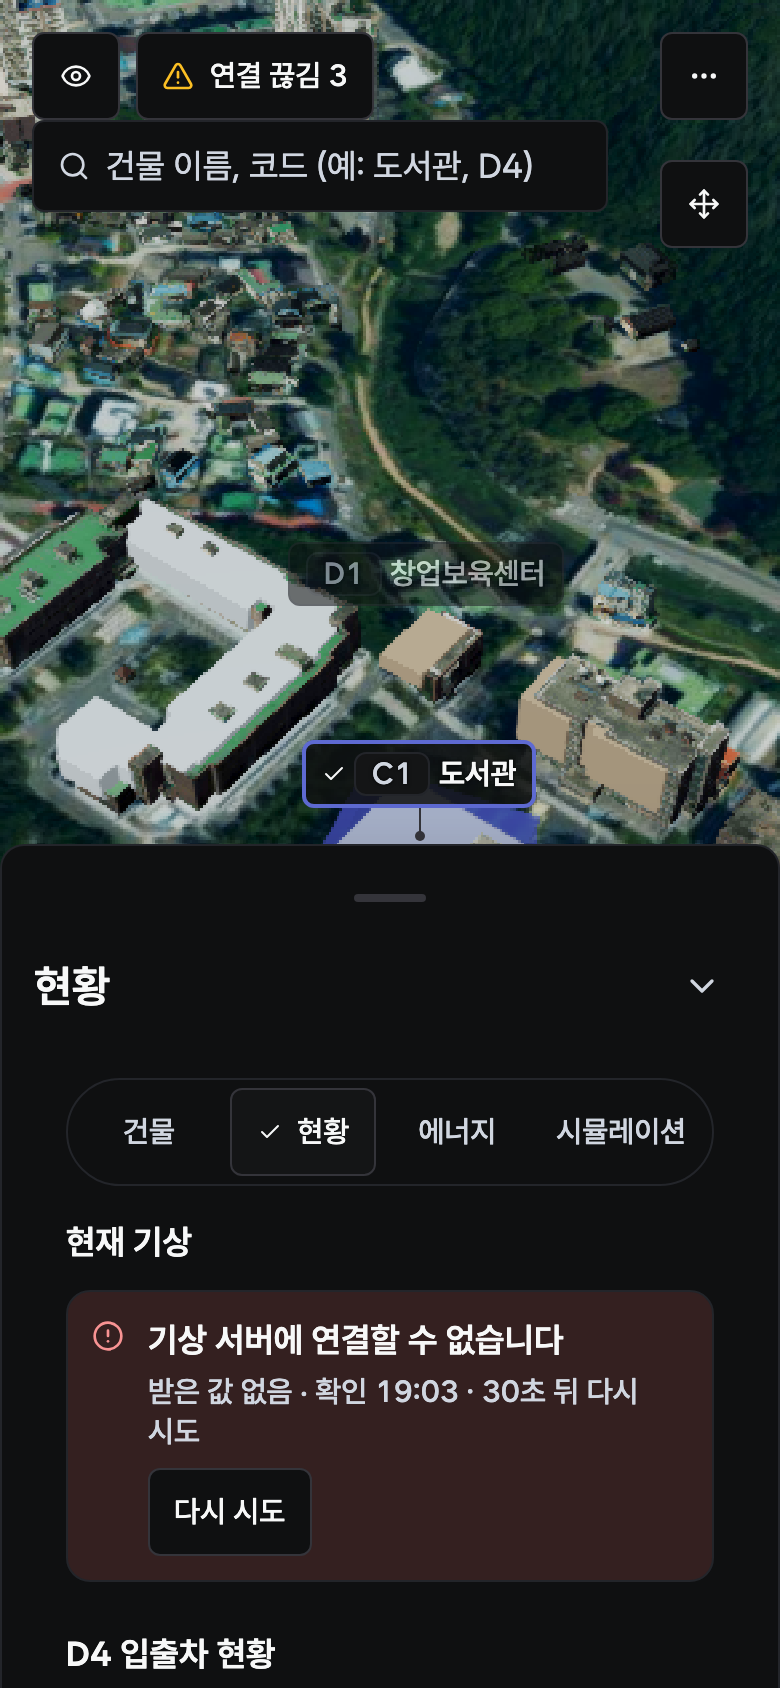 연결 끊김 3
건물 이름, 코드 (예: 도서관, D4)
D1 창업보육센터
C1 도서관
현황
건물 현황 에너지 시뮬레이션
현재 기상
기상 서버에 연결할 수 없습니다
받은 값 없음 · 확인 19:03 · 30초 뒤 다시
시도
다시 시도
D4 입출차 현황